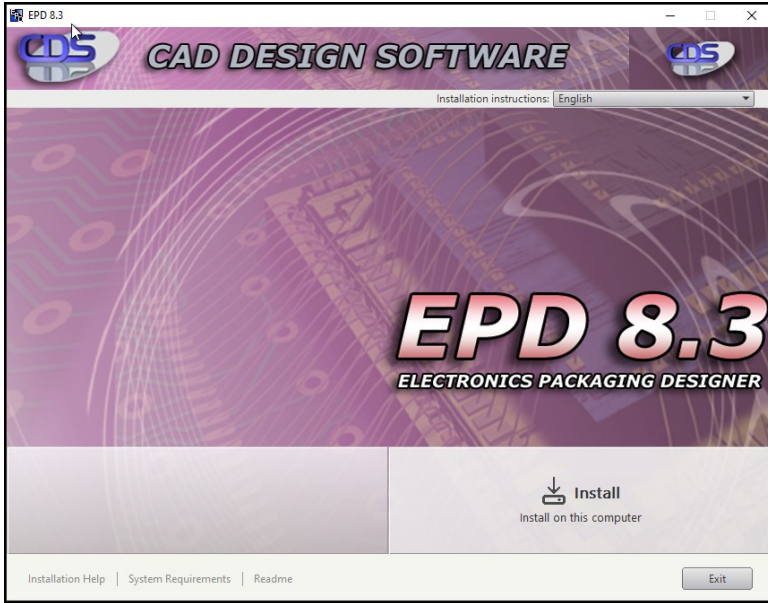 EPD 8.3
CDS
CAD DESIGN SOFTWARE
CDS
Installation instructions: English
EPD 8.3
ELECTRONICS PACKAGING DESIGNER
Install
Install on this computer
Installation Help | System Requirements | Readme
Exit